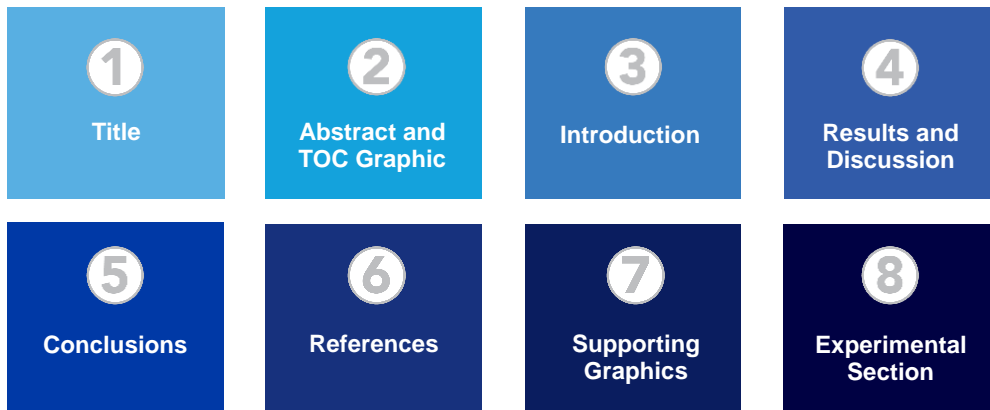 1
Title
2
Abstract and
TOC Graphic
3
Introduction
4
Results and
Discussion
5
Conclusions
6
References
7
Supporting
Graphics
8
Experimental
Section